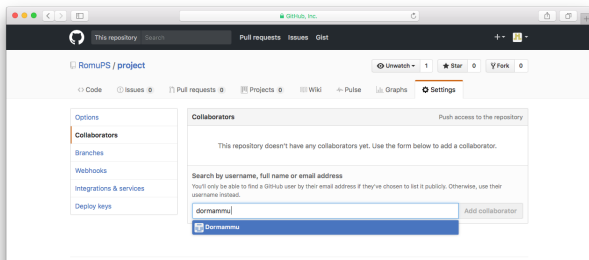 GitHub, Inc.
This repository Search Pull requests Issues Gist
RomuPS / project Unwatch 1 Star 0 Fork 0
Code Issues 0 Pull requests 0 Projects 0 Wiki Pulse Graphs Settings
Options
Collaborators
Branches
Webhooks
Integrations & services
Deploy keys
Collaborators Push access to the repository
This repository doesn't have any collaborators yet. Use the form below to add a collaborator.
Search by username, full name or email address
You'll only be able to find a GitHub user by their email address if they've chosen to list it publicly. Otherwise, use their
username instead.
dormammu Add collaborator
Dormammu